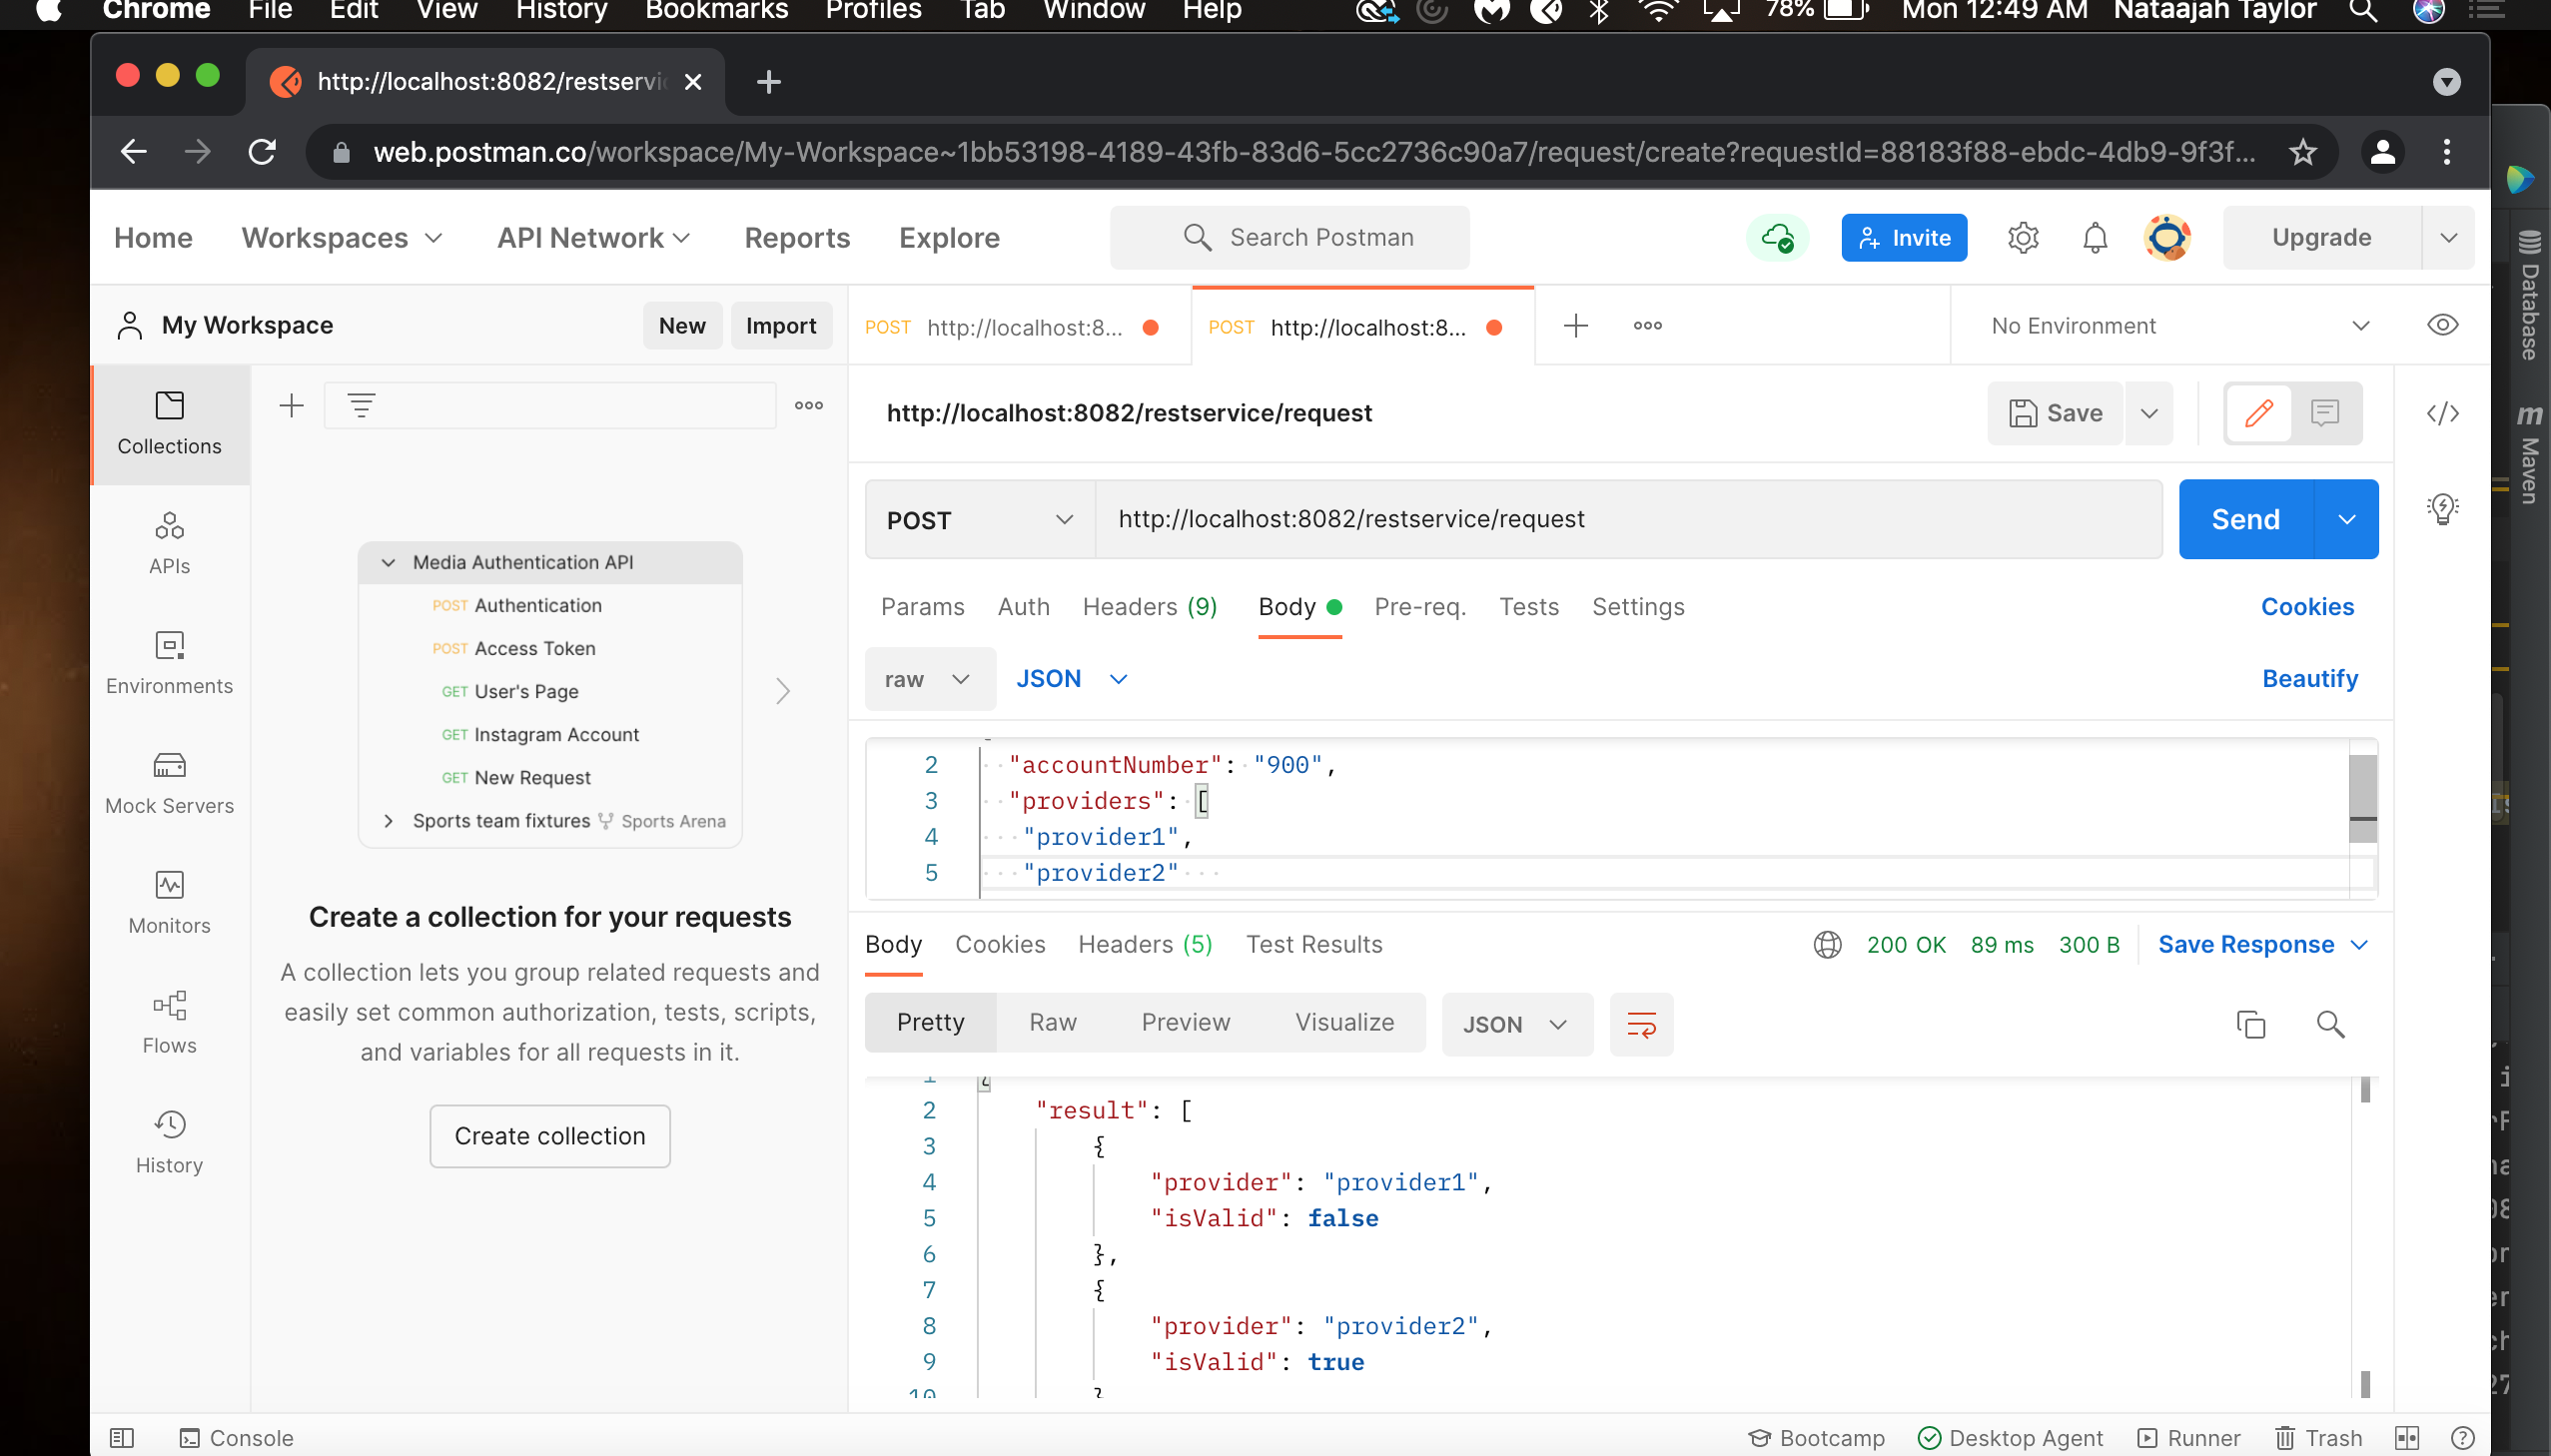 Chrome File Edit View History Bookmarks Profiles Tab Window Help 78% Mon 12:49 AM Nataajah Taylor
http://localhost:8082/restservi
web.postman.co/workspace/My-Workspace~1bb53198-4189-43fb-83d6-5cc2736c90a7/request/create?requestId=88183f88-ebdc-4db9-9f3f...
Home Workspaces API Network Reports Explore Search Postman Invite Upgrade
My Workspace New Import POST http://localhost:8... POST http://localhost:8... No Environment
Collections
APIs
Environments
Mock Servers
Monitors
Flows
History
Media Authentication API
POST Authentication
POST Access Token
GET User's Page
GET Instagram Account
GET New Request
Sports team fixtures Sports Arena
Create a collection for your requests
A collection lets you group related requests and
easily set common authorization, tests, scripts,
and variables for all requests in it.
Create collection
http://localhost:8082/restservice/request Save
POST http://localhost:8082/restservice/request Send
Params Auth Headers (9) Body Pre-req. Tests Settings Cookies
raw JSON Beautify
2 "accountNumber": "900",
3 "providers": [
4 "provider1",
5 "provider2"
Body Cookies Headers (5) Test Results 200 OK 89 ms 300 B Save Response
Pretty Raw Preview Visualize JSON
1 {
2 "result": [
3 {
4 "provider": "provider1",
5 "isValid": false
6 },
7 {
8 "provider": "provider2",
9 "isValid": true
10 }
Console Bootcamp Desktop Agent Runner Trash
Database
m Maven